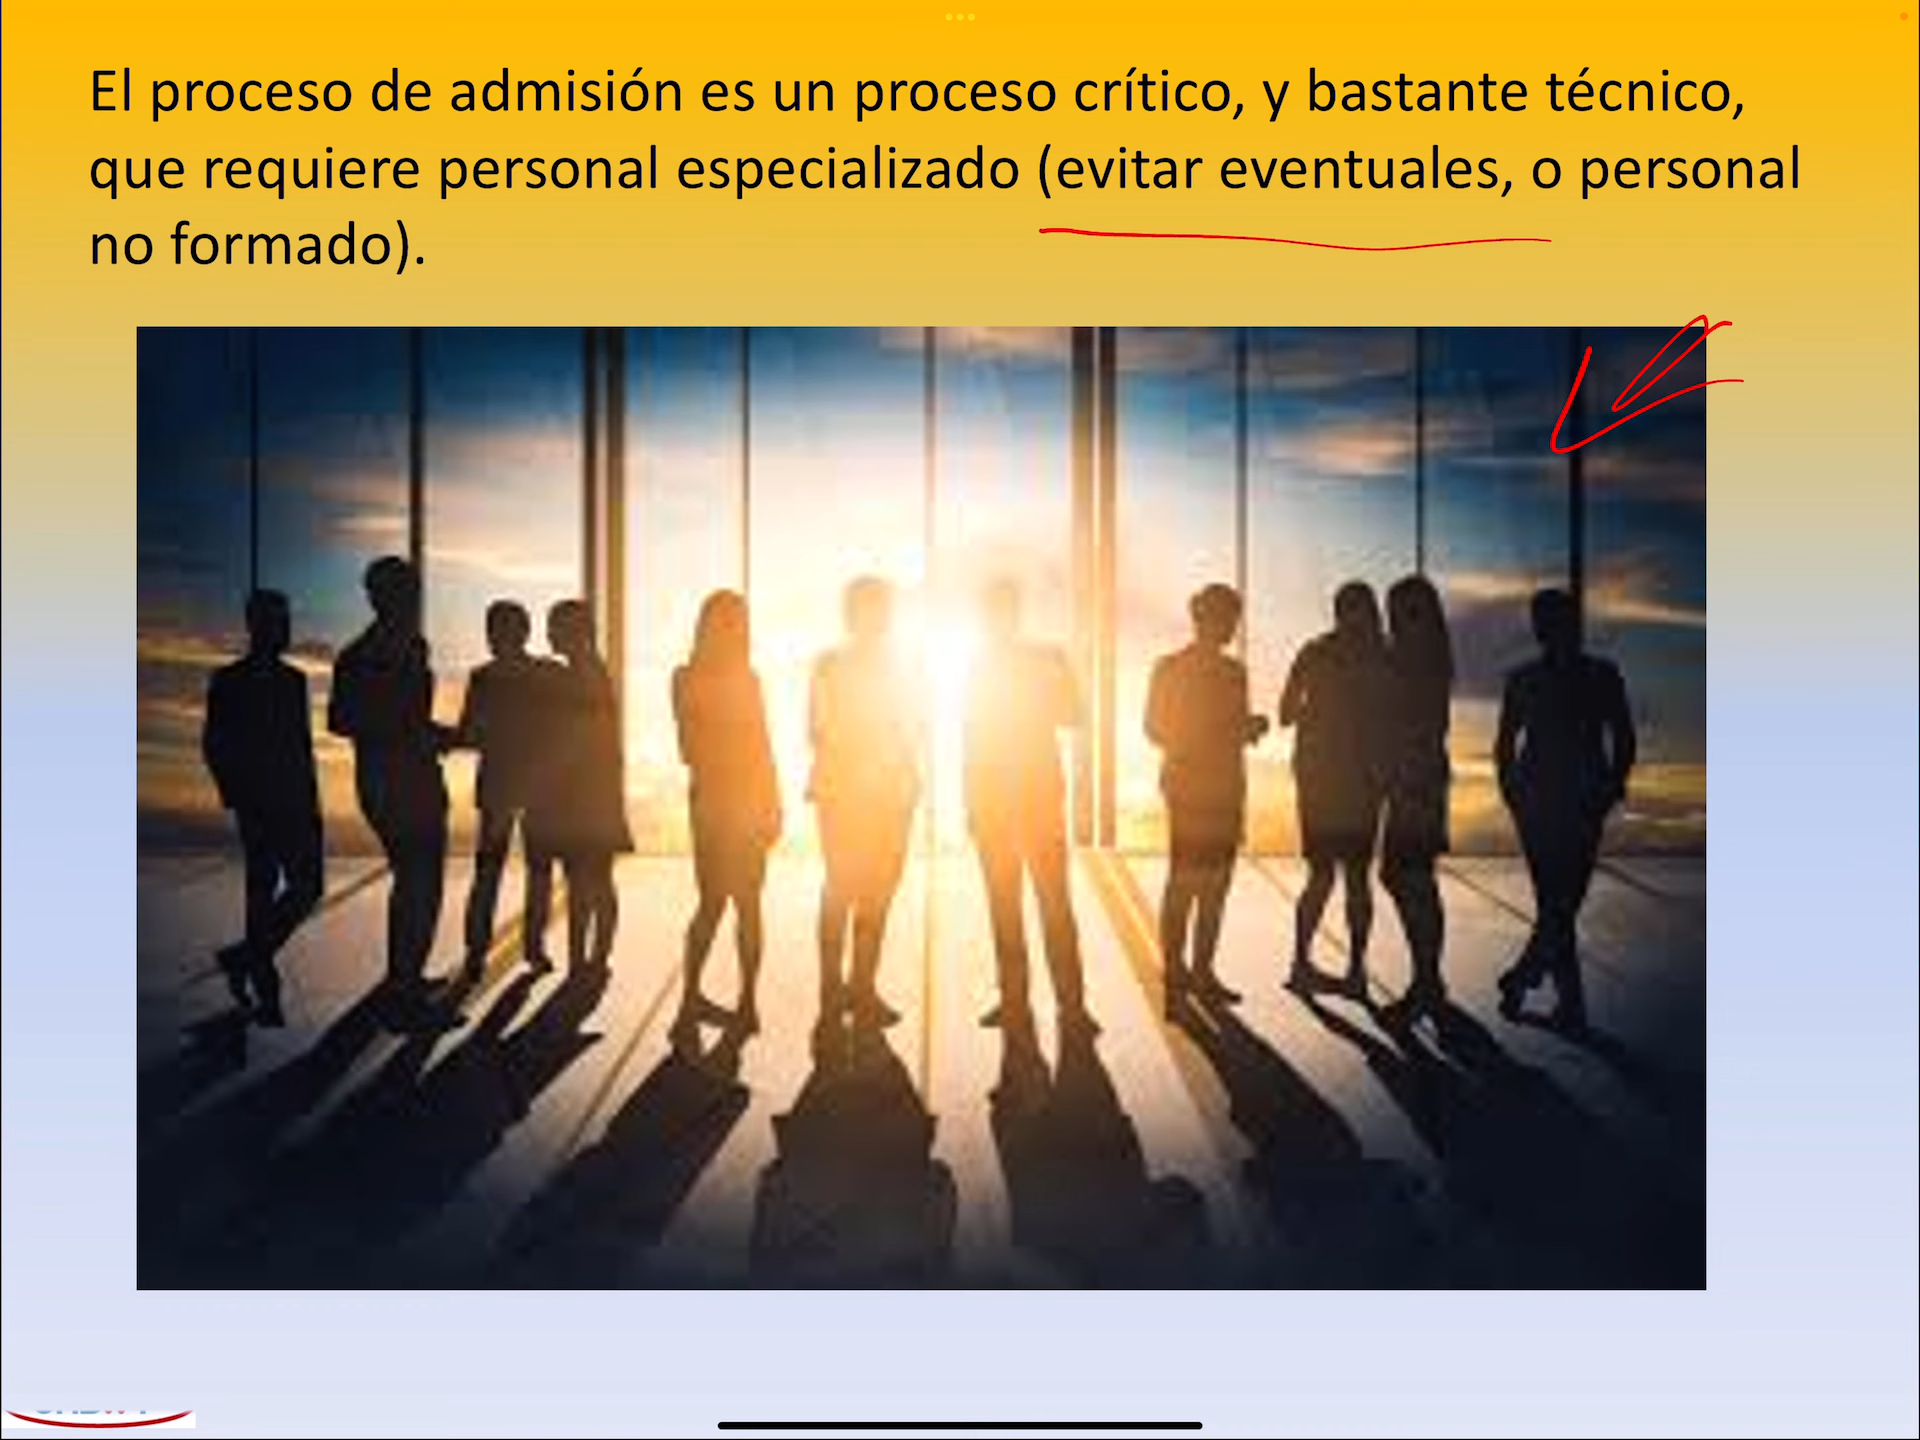 El proceso de admisión es un proceso crítico, y bastante técnico,
que requiere personal especializado (evitar eventuales, o personal
no formado).